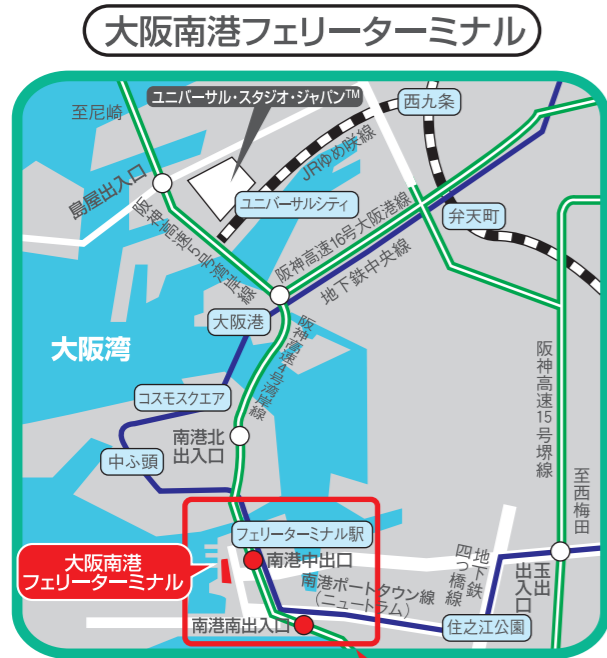 大阪南港フェリーターミナル
至尼崎
ユニバーサル・スタジオ・ジャパン™
西九条
島屋出入口
JRゆめ咲線
ユニバーサルシティ
弁天町
阪神高速5号湾岸線
阪神高速16号大阪港線
地下鉄中央線
大阪港
大阪湾
阪神高速4号湾岸線
阪神高速15号堺線
コスモスクエア
南港北
出入口
中ふ頭
至西梅田
フェリーターミナル駅
大阪南港
フェリーターミナル
南港中出口
地下鉄
四つ橋線
玉出
出入口
南港ポートタウン線
（ニュートラム）
南港南出入口
住之江公園